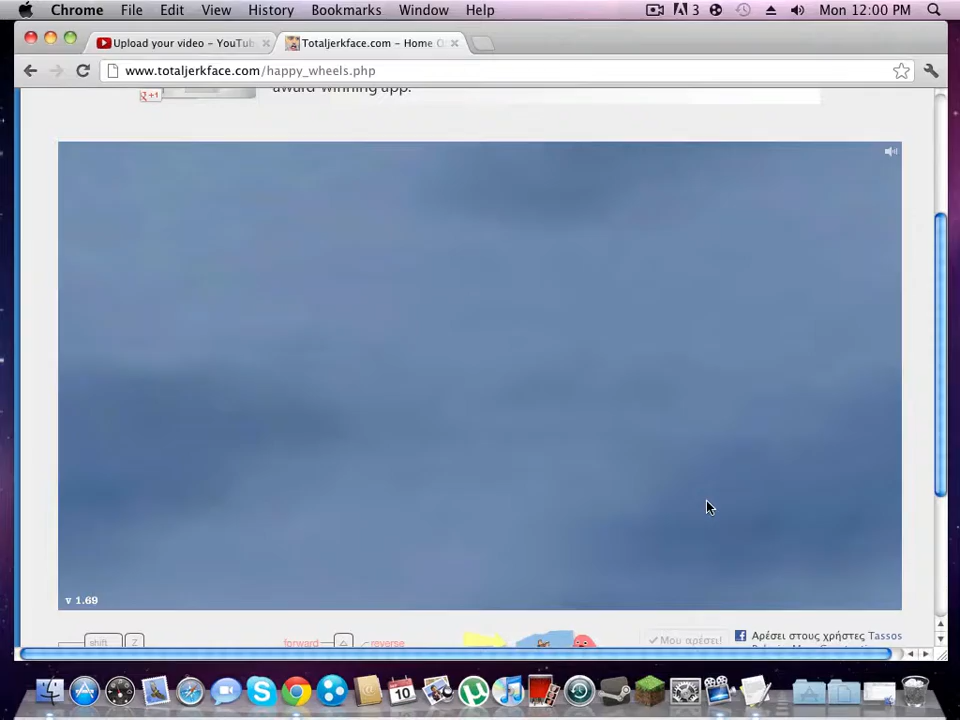 Chrome File Edit View History Bookmarks Window Help 3 Mon 12:00 PM
Upload your video – YouTub Totaljerkface.com – Home O
www.totaljerkface.com/happy_wheels.php
+1 award-winning app.
v 1.69
shift Z forward reverse Μου αρέσει! Αρέσει στους χρήστες Tassos
10